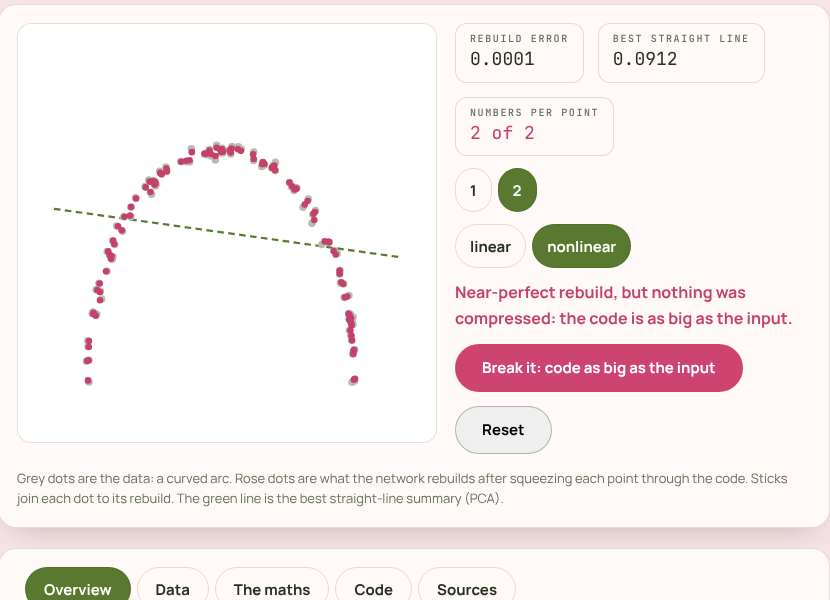 REBUILD ERROR
0.0001
BEST STRAIGHT LINE
0.0912
NUMBERS PER POINT
2 of 2
1
2
linear
nonlinear
Near-perfect rebuild, but nothing was
compressed: the code is as big as the input.
Break it: code as big as the input
Reset
Grey dots are the data: a curved arc. Rose dots are what the network rebuilds after squeezing each point through the code. Sticks
join each dot to its rebuild. The green line is the best straight-line summary (PCA).
Overview
Data
The maths
Code
Sources